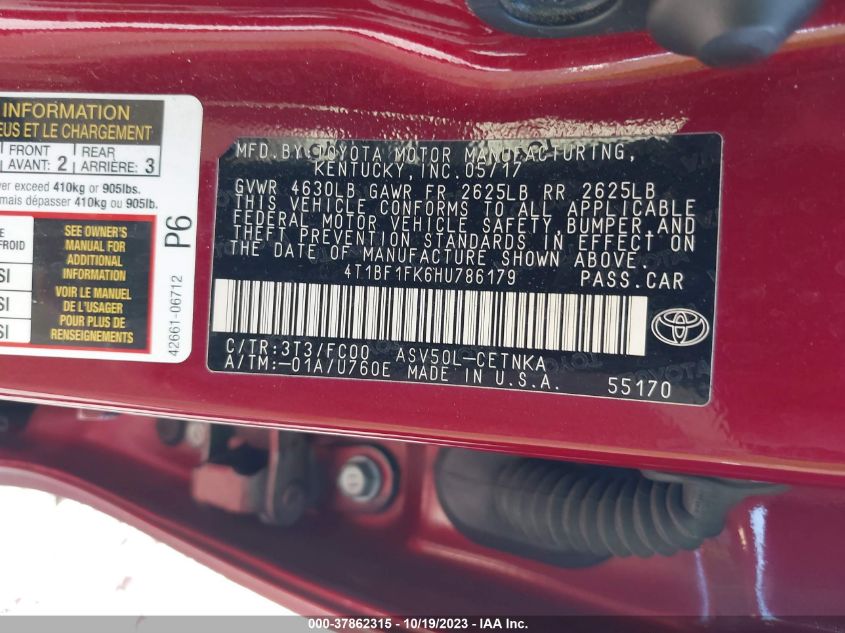 INFORMATION
EUS ET LE CHARGEMENT
FRONT
AVANT: 2
REAR
ARRIÈRE: 3
ver exceed 410kg or 905lbs.
mais dépasser 410kg ou 905lb.
FROID
SI
SI
SI
SEE OWNER'S
MANUAL FOR
ADDITIONAL
INFORMATION
VOIR LE MANUEL
DE L'USAGER
POUR PLUS DE
RENSEIGNEMENTS
P6
42661-06712
MFD.BY TOYOTA MOTOR MANUFACTURING,
KENTUCKY, INC.05/17
GVWR 4630LB GAWR FR 2625LB RR 2625LB
THIS VEHICLE CONFORMS TO ALL APPLICABLE
FEDERAL MOTOR VEHICLE SAFETY,BUMPER,AND
THEFT PREVENTION STANDARDS IN EFFECT ON
THE DATE OF MANUFACTURE SHOWN ABOVE.
4T1BF1FK6HU786179 PASS.CAR
C/TR:3T3/FC00 ASV50L-CETNKA
A/TM:-01A/U760E MADE IN U.S.A.
55170
000-37862315 - 10/19/2023 - IAA Inc.